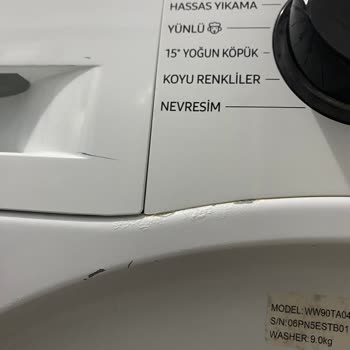 HASSAS YIKAMA
YÜNLÜ
15° YOĞUN KÖPÜK
KOYU RENKLİLER
NEVRESİM
MODEL: WW90TA04
S/N: 06PN5ESTB01
WASHER: 9.0kg